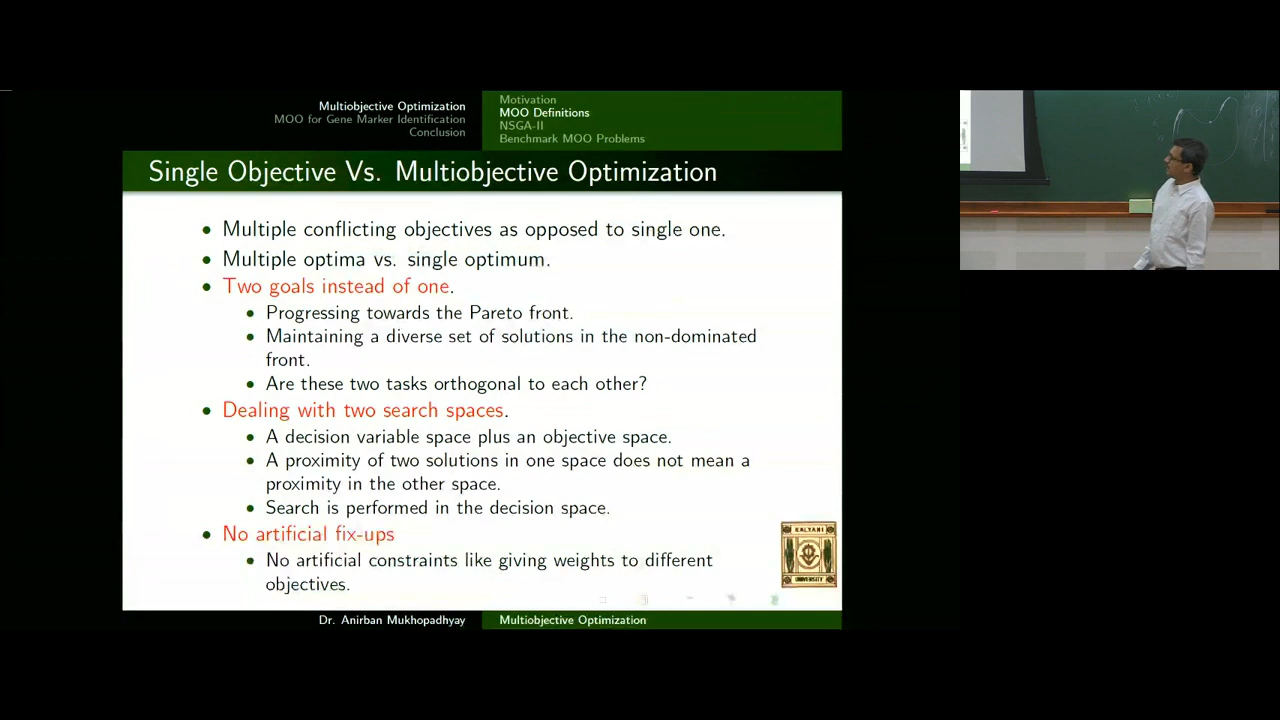 Multiobjective Optimization
MOO for Gene Marker Identification
Conclusion
Motivation
MOO Definitions
NSGA-II
Benchmark MOO Problems
Single Objective Vs. Multiobjective Optimization
• Multiple conflicting objectives as opposed to single one.
• Multiple optima vs. single optimum.
• Two goals instead of one.
• Progressing towards the Pareto front.
• Maintaining a diverse set of solutions in the non-dominated
front.
• Are these two tasks orthogonal to each other?
• Dealing with two search spaces.
• A decision variable space plus an objective space.
• A proximity of two solutions in one space does not mean a
proximity in the other space.
• Search is performed in the decision space.
• No artificial fix-ups
• No artificial constraints like giving weights to different
objectives.
KALYANI
UNIVERSITY
Dr. Anirban Mukhopadhyay
Multiobjective Optimization